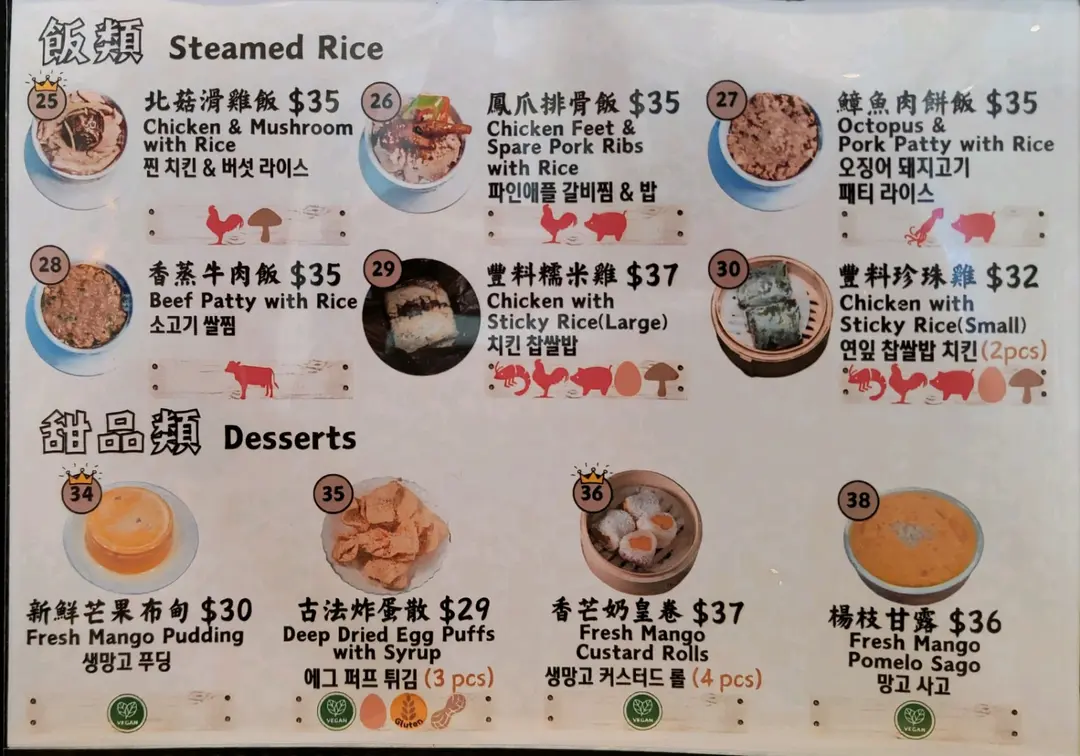 飯類 Steamed Rice
25
北菇滑雞飯 $35
Chicken & Mushroom
with Rice
찐 치킨 & 버섯 라이스
26
鳳爪排骨飯 $35
Chicken Feet &
Spare Pork Ribs
with Rice
파인애플 갈비찜 & 밥
27
鱆魚肉餅飯 $35
Octopus &
Pork Patty with Rice
오징어 돼지고기
패티 라이스
28
香蒸牛肉飯 $35
Beef Patty with Rice
소고기 쌀찜
29
豐料糯米雞 $37
Chicken with
Sticky Rice(Large)
치킨 찹쌀밥
30
豐料珍珠雞 $32
Chicken with
Sticky Rice(Small)
연잎 찹쌀밥 치킨 (2pcs)
甜品類 Desserts
34
新鮮芒果布甸 $30
Fresh Mango Pudding
생망고 푸딩
VEGAN
35
古法炸蛋散 $29
Deep Dried Egg Puffs
with Syrup
에그 퍼프 튀김 (3 pcs)
VEGAN
Gluten
36
香芒奶皇卷 $37
Fresh Mango
Custard Rolls
생망고 커스터드 롤 (4 pcs)
VEGAN
38
楊枝甘露 $36
Fresh Mango
Pomelo Sago
망고 사고
VEGAN